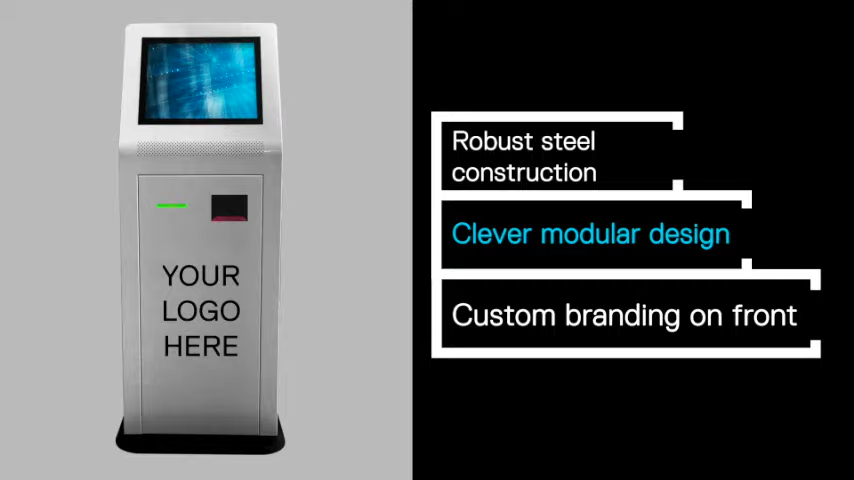 YOUR
LOGO
HERE
Robust steel
construction
Clever modular design
Custom branding on front